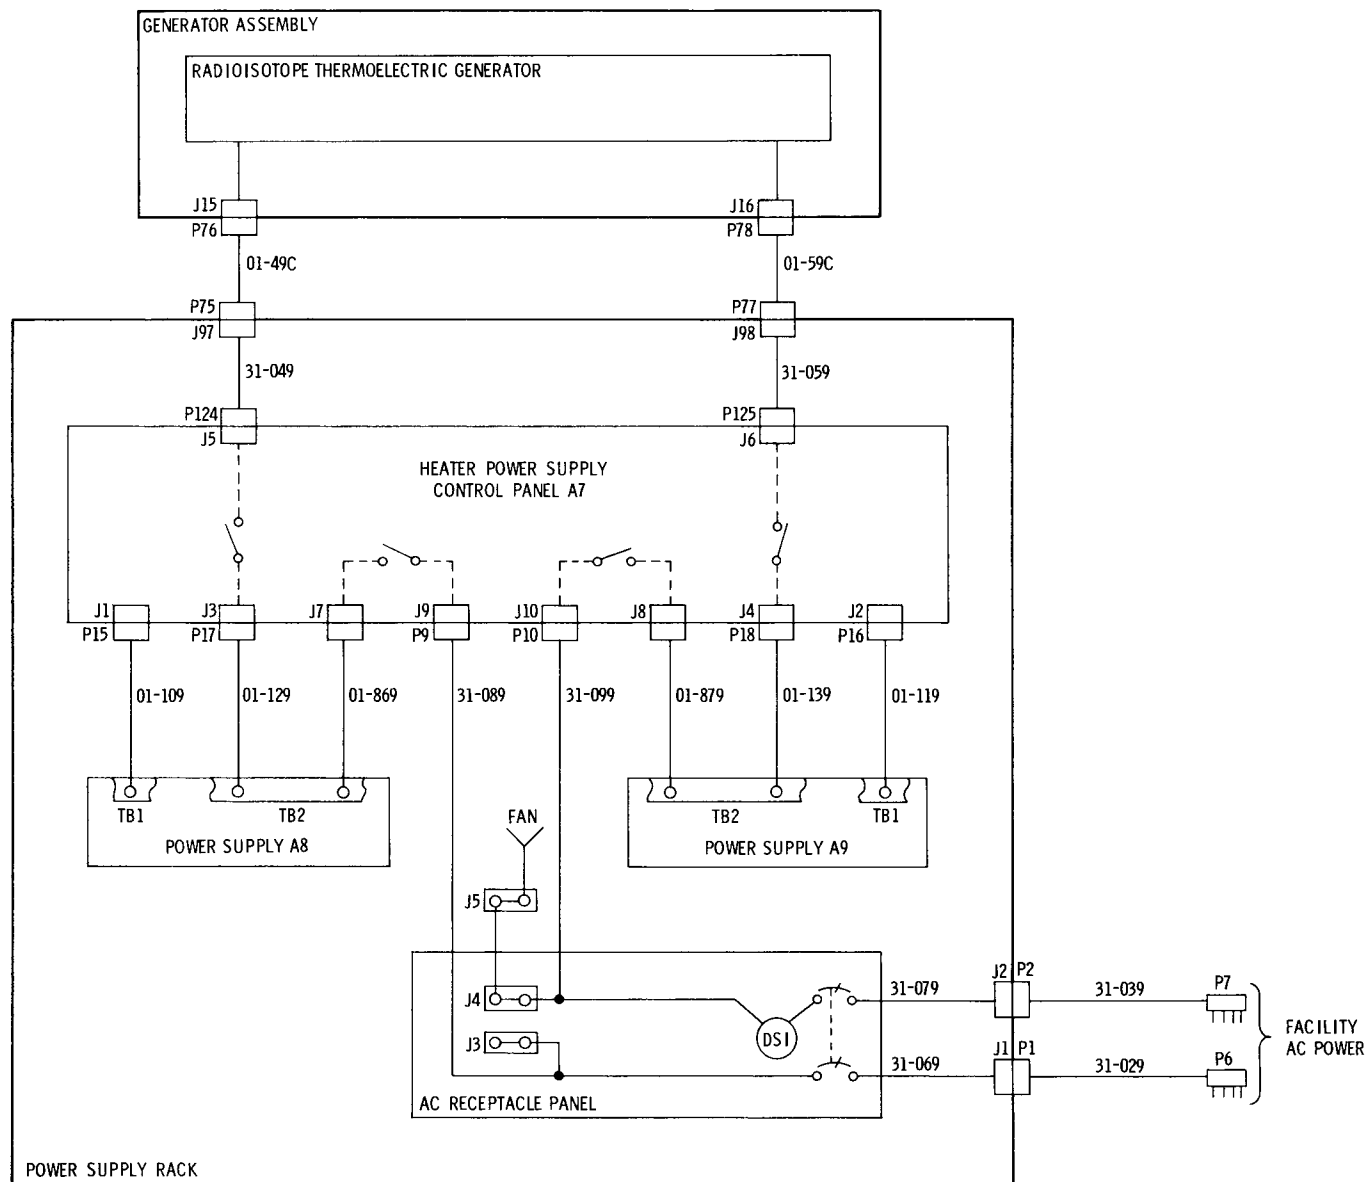 GENERATOR ASSEMBLY
RADIOISOTOPE THERMOELECTRIC GENERATOR
J15
J16
P76
P78
01-49C
01-59C
P75
P77
J97
J98
31-049
31-059
P124
P125
J5
J6
HEATER POWER SUPPLY
CONTROL PANEL A7
J1
J3
J7
J9
J10
J8
J4
J2
P15
P17
P9
P10
P18
P16
01-109
01-129
01-869
31-089
31-099
01-879
01-139
01-119
TB1
TB2
TB2
TB1
POWER SUPPLY A8
POWER SUPPLY A9
FAN
J5
J2
P2
P7
J4
31-079
31-039
DSI
FACILITY
AC POWER
J3
J1
P1
P6
31-069
31-029
AC RECEPTACLE PANEL
POWER SUPPLY RACK